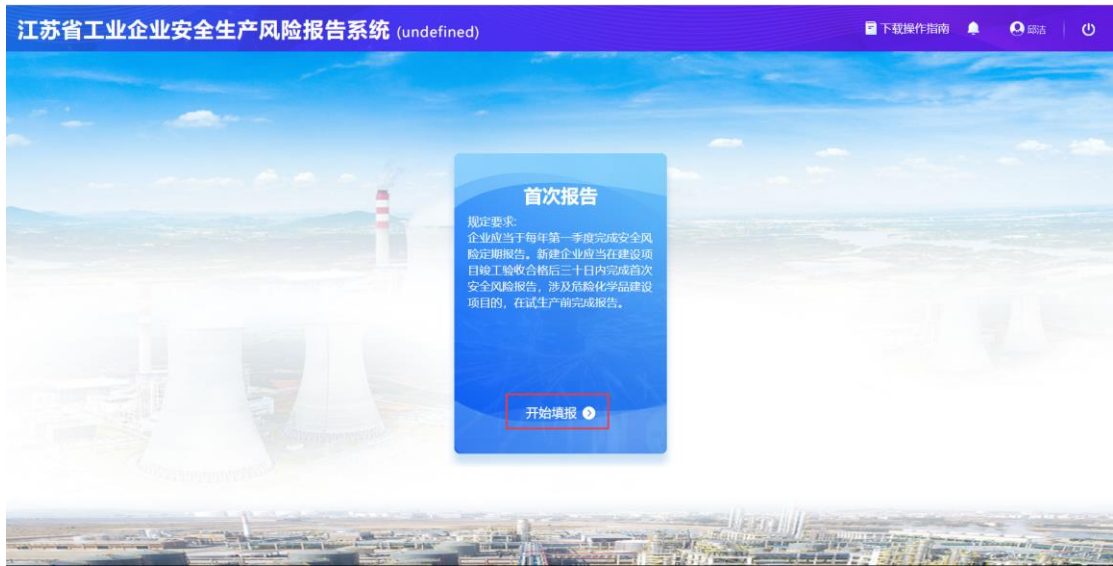 江苏省工业企业安全生产风险报告系统 (undefined)
下载操作指南
邱洁
首次报告
规定要求:
企业应当于每年第一季度完成安全风
险定期报告。新建企业应当在建设项
目竣工验收合格后三十日内完成首次
安全风险报告，涉及危险化学品建设
项目的，在试生产前完成报告。
开始填报